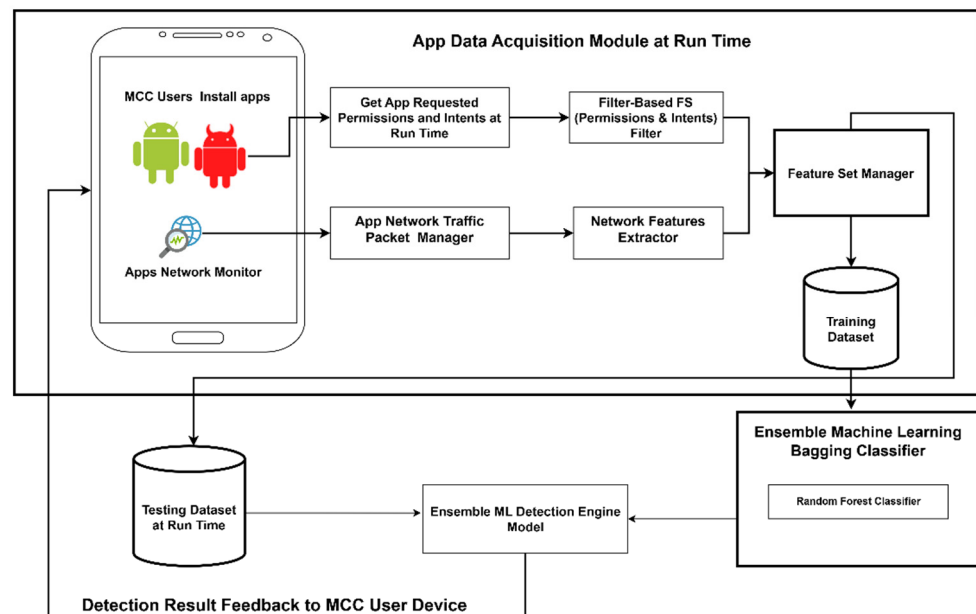 App Data Acquisition Module at Run Time
MCC Users Install apps
Get App Requested
Permissions and Intents at
Run Time
Filter-Based FS
(Permissions & Intents)
Filter
Feature Set Manager
App Network Traffic
Packet Manager
Network Features
Extractor
Apps Network Monitor
Training
Dataset
Ensemble Machine Learning
Bagging Classifier
Random Forest Classifier
Testing Dataset
at Run Time
Ensemble ML Detection Engine
Model
Detection Result Feedback to MCC User Device